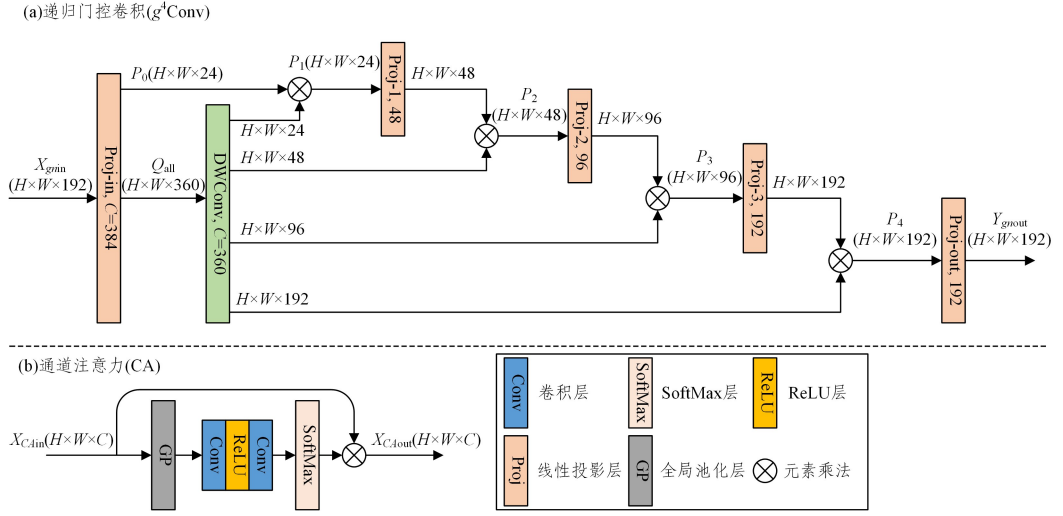 (a)递归门控卷积(g⁴Conv)
P₀(H×W×24)
P₁(H×W×24)
Proj-1, 48
H×W×48
P₂
(H×W×48)
Proj-2, 96
H×W×96
P₃
(H×W×96)
Proj-3, 192
H×W×192
P₄
(H×W×192)
Proj-out, 192
Y_gnout
(H×W×192)
X_gnin
(H×W×192)
Proj-in, C=384
Q_all
(H×W×360)
DWConv, C=360
H×W×24
H×W×48
H×W×96
H×W×192
(b)通道注意力(CA)
X_CAin(H×W×C)
GP
Conv
ReLU
Conv
SoftMax
X_CAout(H×W×C)
Conv
卷积层
SoftMax
SoftMax层
ReLU
ReLU层
Proj
线性投影层
GP
全局池化层
元素乘法